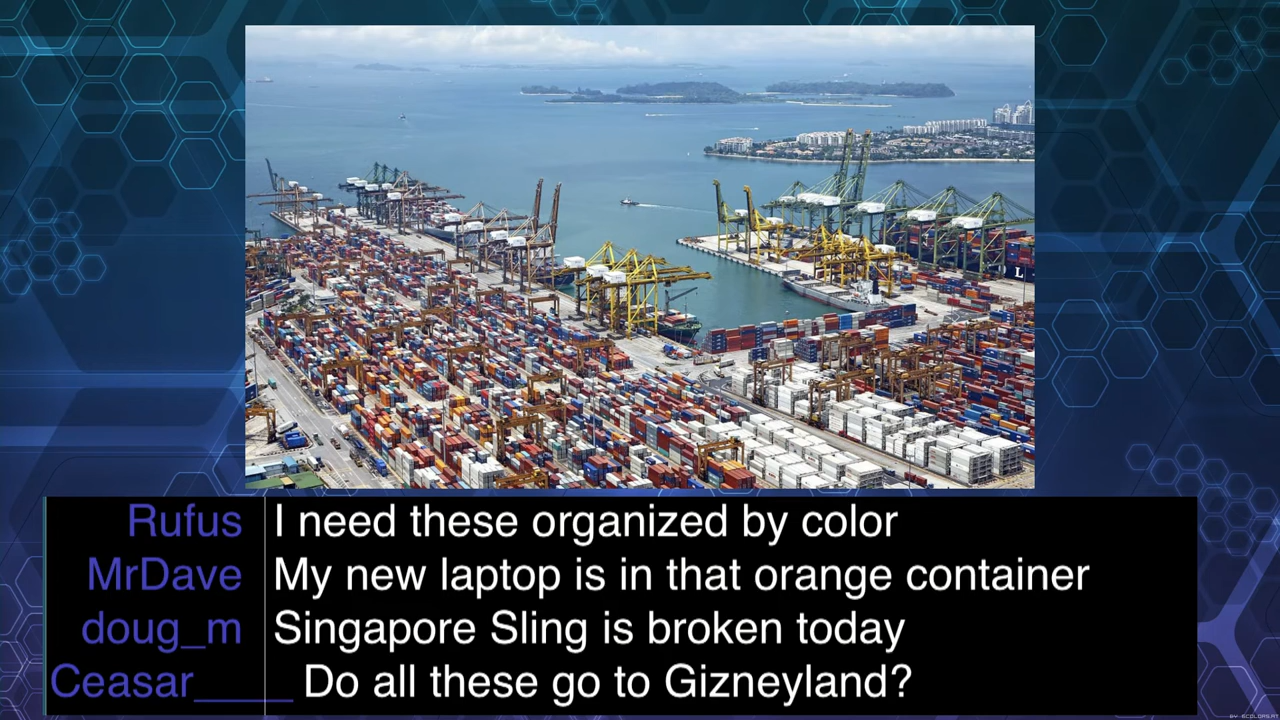 Rufus I need these organized by color
MrDave My new laptop is in that orange container
doug_m Singapore Sling is broken today
Ceasar____ Do all these go to Gizneyland?
L